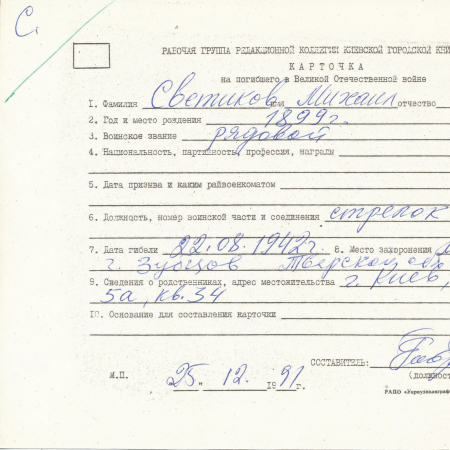 С.
РАБОЧАЯ ГРУППА РЕДАКЦИОННОЙ КОЛЛЕГИИ КИЕВСКОЙ ГОРОДСКОЙ КНИ
КАРТОЧКА
на погибшего в Великой Отечественной войне
1. Фамилия Светиков имя Михаил отчество
2. Год и место рождения 1899г.
3. Воинское звание рядовой
4. Национальность, партийность, профессия, награды
5. Дата призыва и каким райвоенкоматом
6. Должность, номер воинской части и соединения стрелок
7. Дата гибели 22.08.1942г. 8. Место захоронения
г. Зубцов Тверской обл
9. Сведения о родственниках, адрес местожительства г. Киев,
5а, кв. 34
10. Основание для составления карточки
СОСТАВИТЕЛЬ:
(должност
М.П. "25" 12. 1991 г.
РАПО «Укрвузполиграф